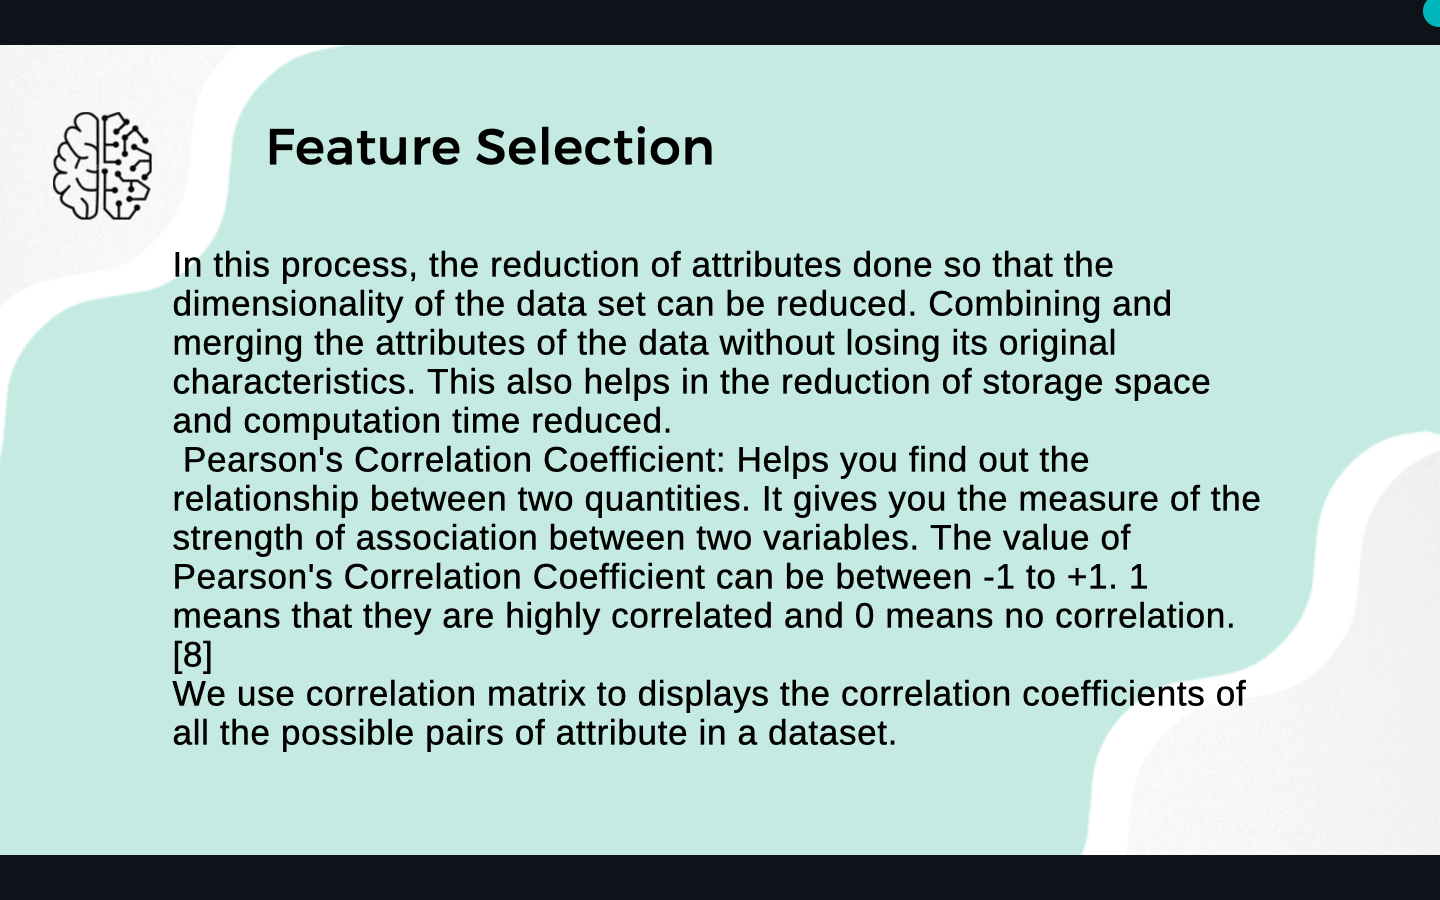 Feature Selection
In this process, the reduction of attributes done so that the
dimensionality of the data set can be reduced. Combining and
merging the attributes of the data without losing its original
characteristics. This also helps in the reduction of storage space
and computation time reduced.
Pearson's Correlation Coefficient: Helps you find out the
relationship between two quantities. It gives you the measure of the
strength of association between two variables. The value of
Pearson's Correlation Coefficient can be between -1 to +1. 1
means that they are highly correlated and 0 means no correlation.
[8]
We use correlation matrix to displays the correlation coefficients of
all the possible pairs of attribute in a dataset.